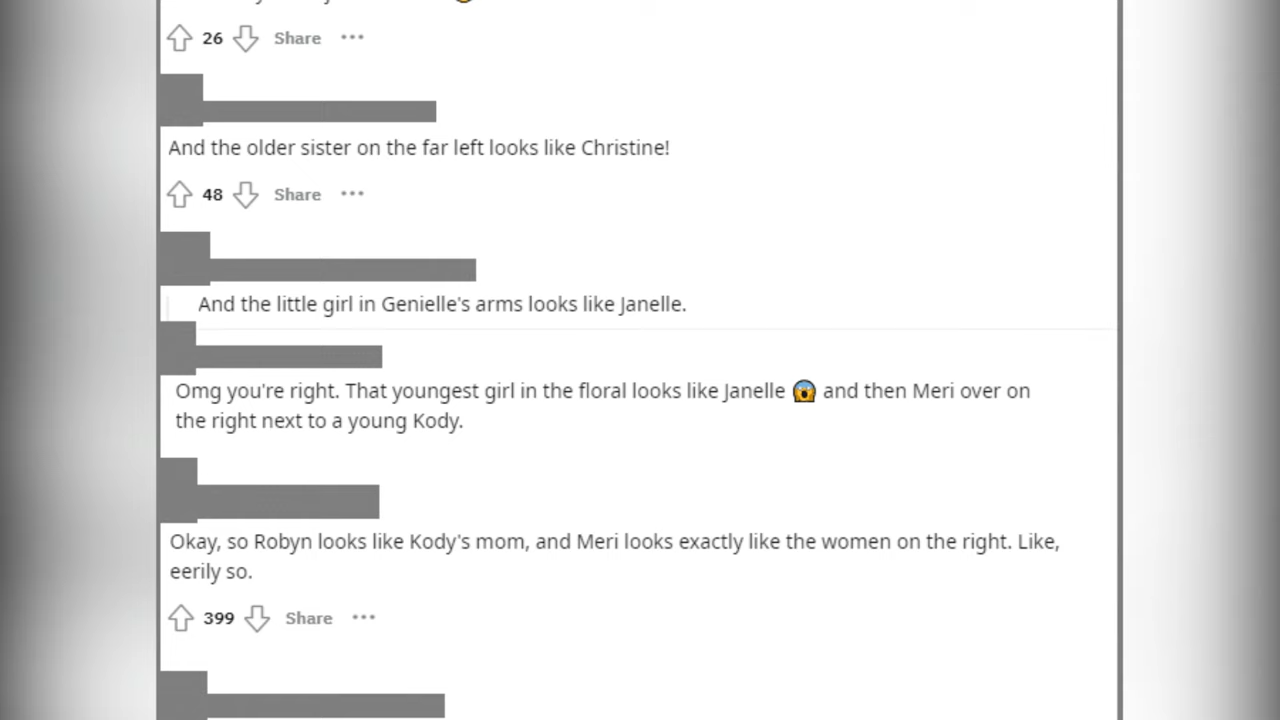 26 Share
And the older sister on the far left looks like Christine!
48 Share
And the little girl in Genielle's arms looks like Janelle.
Omg you're right. That youngest girl in the floral looks like Janelle 😱 and then Meri over on
the right next to a young Kody.
Okay, so Robyn looks like Kody's mom, and Meri looks exactly like the women on the right. Like,
eerily so.
399 Share